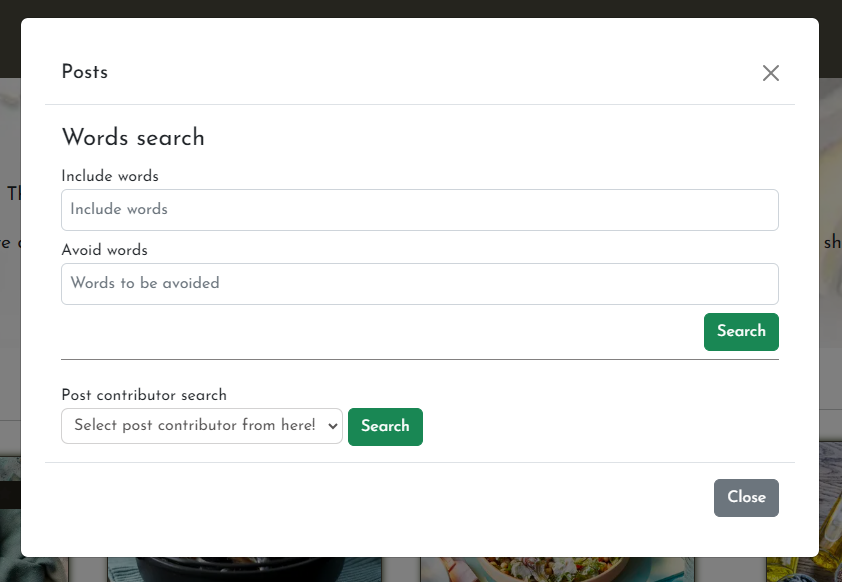 Posts
Words search
Include words
Include words
Avoid words
Words to be avoided
Search
Post contributor search
Select post contributor from here! Search
Close